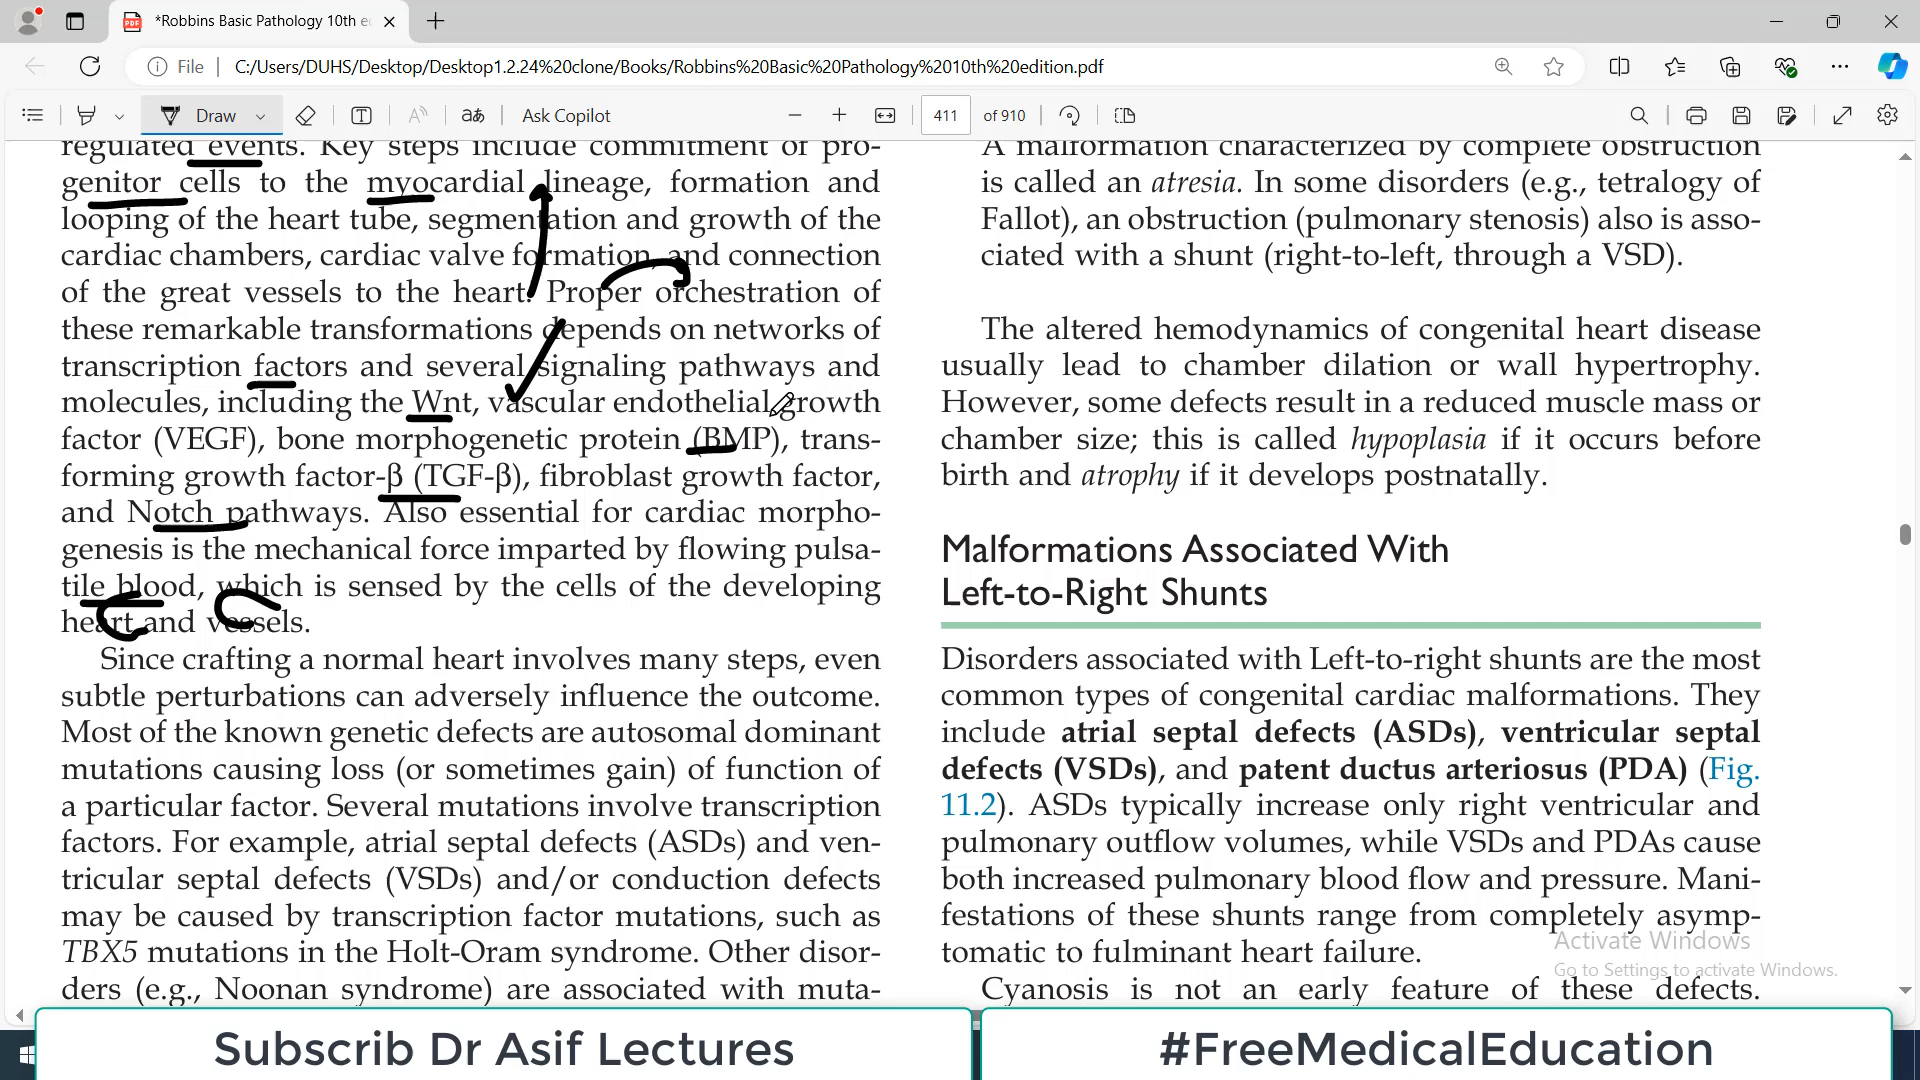 *Robbins Basic Pathology 10th e
File
C:/Users/DUHS/Desktop/Desktop1.2.24%20clone/Books/Robbins%20Basic%20Pathology%2010th%20edition.pdf
Draw
Ask Copilot
411 of 910
regulated events. Key steps include commitment of pro-
genitor cells to the myocardial lineage, formation and
looping of the heart tube, segmentation and growth of the
cardiac chambers, cardiac valve formation, and connection
of the great vessels to the heart. Proper orchestration of
these remarkable transformations depends on networks of
transcription factors and several signaling pathways and
molecules, including the Wnt, vascular endothelial growth
factor (VEGF), bone morphogenetic protein (BMP), trans-
forming growth factor-β (TGF-β), fibroblast growth factor,
and Notch pathways. Also essential for cardiac morpho-
genesis is the mechanical force imparted by flowing pulsa-
tile blood, which is sensed by the cells of the developing
heart and vessels.
Since crafting a normal heart involves many steps, even
subtle perturbations can adversely influence the outcome.
Most of the known genetic defects are autosomal dominant
mutations causing loss (or sometimes gain) of function of
a particular factor. Several mutations involve transcription
factors. For example, atrial septal defects (ASDs) and ven-
tricular septal defects (VSDs) and/or conduction defects
may be caused by transcription factor mutations, such as
TBX5 mutations in the Holt-Oram syndrome. Other disor-
ders (e.g., Noonan syndrome) are associated with muta-
A malformation characterized by complete obstruction
is called an atresia. In some disorders (e.g., tetralogy of
Fallot), an obstruction (pulmonary stenosis) also is asso-
ciated with a shunt (right-to-left, through a VSD).
The altered hemodynamics of congenital heart disease
usually lead to chamber dilation or wall hypertrophy.
However, some defects result in a reduced muscle mass or
chamber size; this is called hypoplasia if it occurs before
birth and atrophy if it develops postnatally.
Malformations Associated With
Left-to-Right Shunts
Disorders associated with Left-to-right shunts are the most
common types of congenital cardiac malformations. They
include atrial septal defects (ASDs), ventricular septal
defects (VSDs), and patent ductus arteriosus (PDA) (Fig.
11.2). ASDs typically increase only right ventricular and
pulmonary outflow volumes, while VSDs and PDAs cause
both increased pulmonary blood flow and pressure. Mani-
festations of these shunts range from completely asymp-
tomatic to fulminant heart failure.
Cyanosis is not an early feature of these defects.
Activate Windows
Go to Settings to activate Windows.
Subscrib Dr Asif Lectures
#FreeMedicalEducation